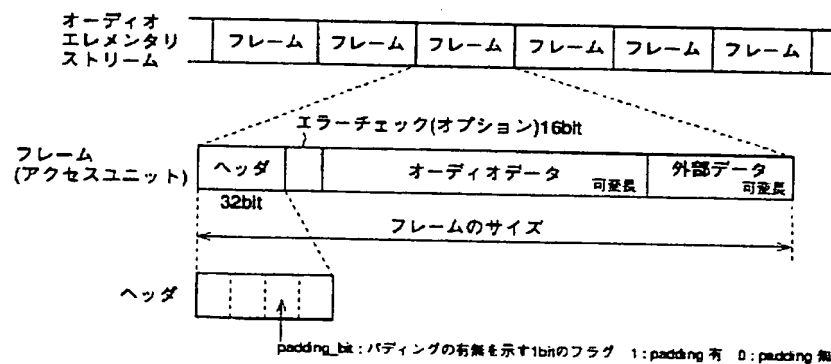 オーディオ
エレメンタリ
ストリーム
フレーム フレーム フレーム フレーム フレーム フレーム
エラーチェック(オプション)16bit
フレーム
(アクセスユニット)
ヘッダ オーディオデータ 可変長 外部データ 可変長
32bit
フレームのサイズ
ヘッダ
padding_bit : パディングの有無を示す1bitのフラグ 1 : padding 有 0 : padding 無